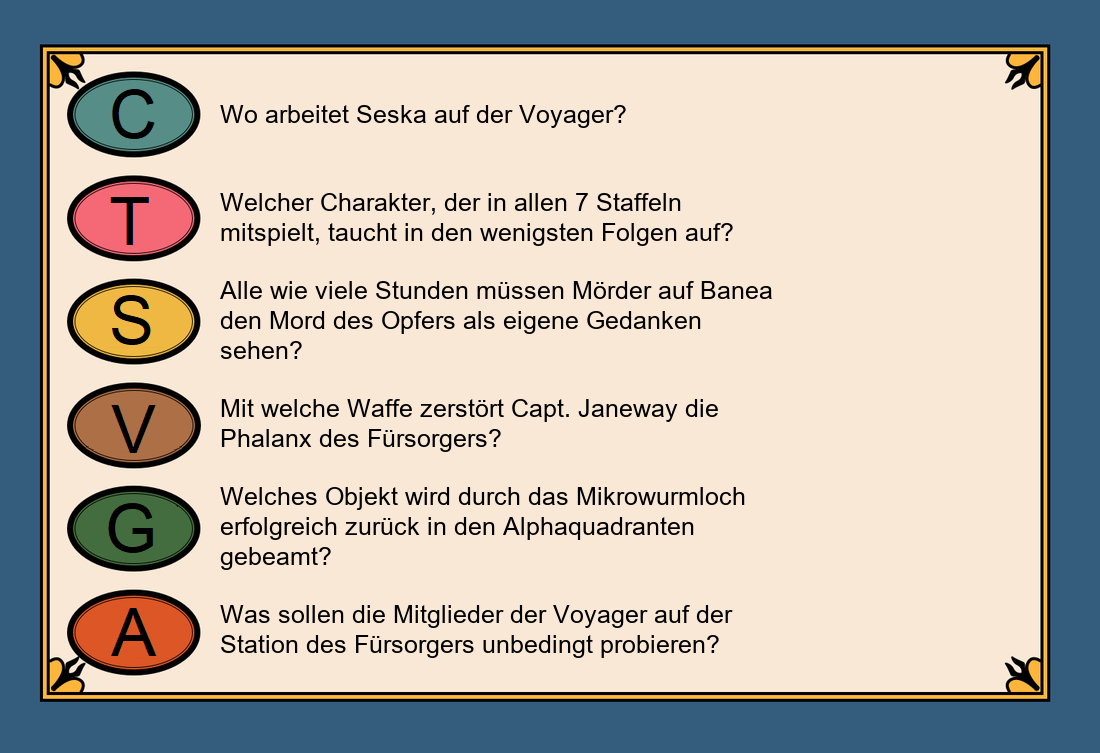 C
Wo arbeitet Seska auf der Voyager?
T
Welcher Charakter, der in allen 7 Staffeln
mitspielt, taucht in den wenigsten Folgen auf?
S
Alle wie viele Stunden müssen Mörder auf Banea
den Mord des Opfers als eigene Gedanken
sehen?
V
Mit welche Waffe zerstört Capt. Janeway die
Phalanx des Fürsorgers?
G
Welches Objekt wird durch das Mikrowurmloch
erfolgreich zurück in den Alphaquadranten
gebeamt?
A
Was sollen die Mitglieder der Voyager auf der
Station des Fürsorgers unbedingt probieren?